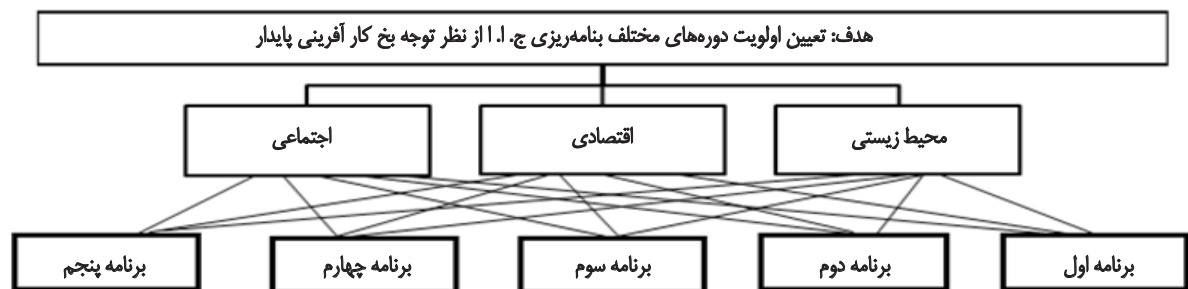 هدف: تعیین اولویت دوره‌های مختلف بنامه‌ریزی ج. ا. ا از نظر توجه بخ کار آفرینی پایدار
محیط زیستی
اقتصادی
اجتماعی
برنامه اول
برنامه دوم
برنامه سوم
برنامه چهارم
برنامه پنجم